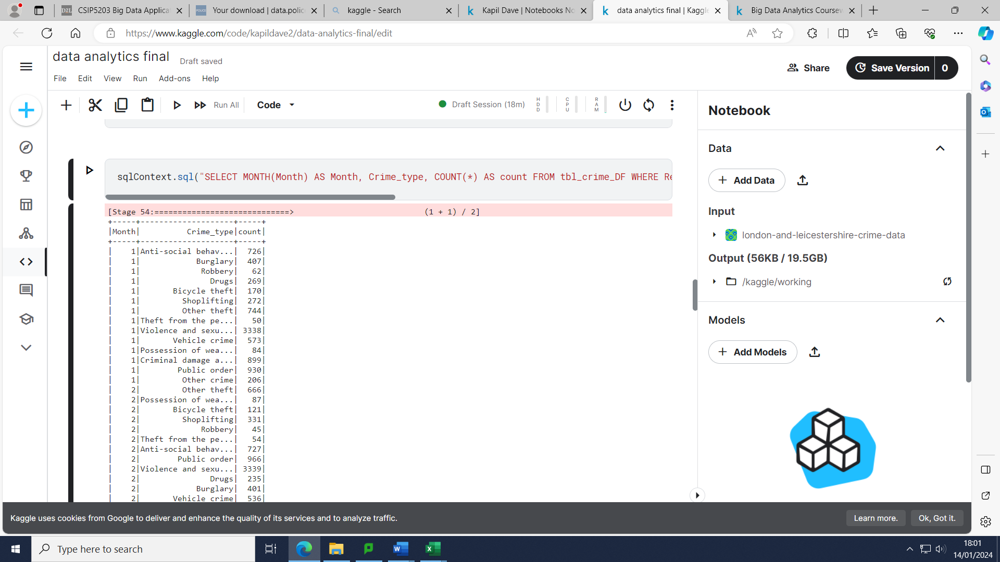 CSIP5203 Big Data Applicat
Your download | data.polic
kaggle - Search
Kapil Dave | Notebooks No
data analytics final | Kaggle
Big Data Analytics Coursew
https://www.kaggle.com/code/kapildave2/data-analytics-final/edit
data analytics final
Draft saved
Share
Save Version
0
File Edit View Run Add-ons Help
Run All
Code
Draft Session (18m)
HDD
CPU
RAM
sqlContext.sql("SELECT MONTH(Month) AS Month, Crime_type, COUNT(*) AS count FROM tbl_crime_DF WHERE Re
[Stage 54:=============================> (1 + 1) / 2]
+-----+--------------------+-----+
|Month| Crime_type|count|
+-----+--------------------+-----+
| 1|Anti-social behav...| 726|
| 1| Burglary| 407|
| 1| Robbery| 62|
| 1| Drugs| 269|
| 1| Bicycle theft| 170|
| 1| Shoplifting| 272|
| 1| Other theft| 744|
| 1|Theft from the pe...| 50|
| 1|Violence and sexu...| 3338|
| 1| Vehicle crime| 573|
| 1|Possession of wea...| 84|
| 1|Criminal damage a...| 899|
| 1| Public order| 930|
| 1| Other crime| 206|
| 2| Other theft| 666|
| 2|Possession of wea...| 87|
| 2| Bicycle theft| 121|
| 2| Shoplifting| 331|
| 2| Robbery| 45|
| 2|Theft from the pe...| 54|
| 2|Anti-social behav...| 727|
| 2| Public order| 966|
| 2|Violence and sexu...| 3339|
| 2| Drugs| 235|
| 2| Burglary| 401|
| 2| Vehicle crime| 536|
Notebook
Data
Add Data
Input
london-and-leicestershire-crime-data
Output (56KB / 19.5GB)
/kaggle/working
Models
Add Models
Kaggle uses cookies from Google to deliver and enhance the quality of its services and to analyze traffic.
Learn more.
Ok, Got it.
Type here to search
18:01
14/01/2024